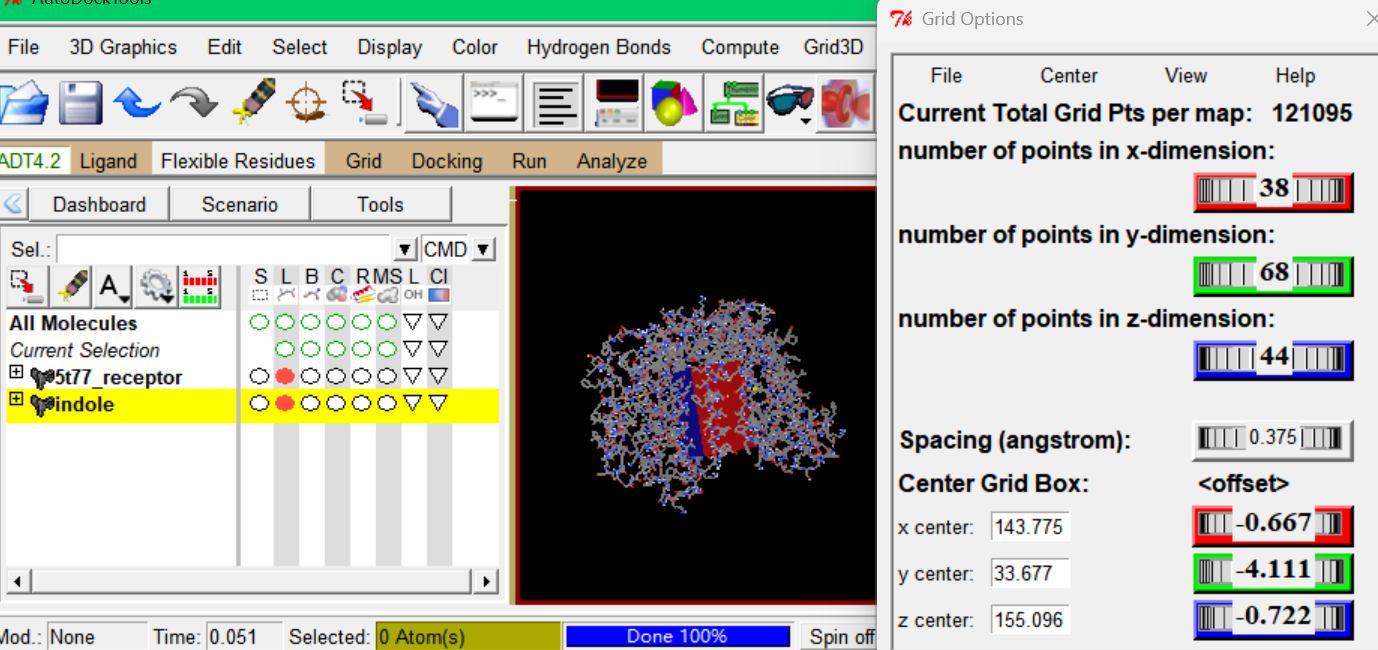 AutoDockTools
Grid Options
File 3D Graphics Edit Select Display Color Hydrogen Bonds Compute Grid3D
File Center View Help
Current Total Grid Pts per map: 121095
number of points in x-dimension:
38
number of points in y-dimension:
68
number of points in z-dimension:
44
Spacing (angstrom): 0.375
Center Grid Box: <offset>
x center: 143.775 -0.667
y center: 33.677 -4.111
z center: 155.096 -0.722
>>>_
ADT4.2 Ligand Flexible Residues Grid Docking Run Analyze
Dashboard Scenario Tools
Sel.: CMD
A
1 5
1 5
S L B C R MS L Cl
OH
All Molecules
Current Selection
5t77_receptor
indole
Mod.: None Time: 0.051 Selected: 0 Atom(s) Done 100% Spin off